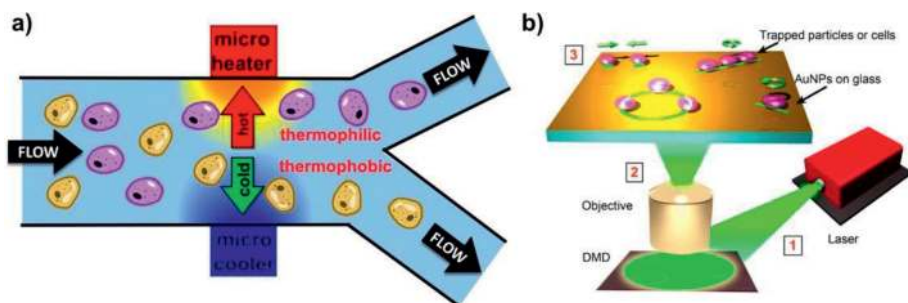 a)
micro
heater
FLOW
hot
thermophilic
FLOW
thermophobic
cold
micro
cooler
FLOW
b)
3
Trapped particles or cells
AuNPs on glass
2
Objective
1
Laser
DMD